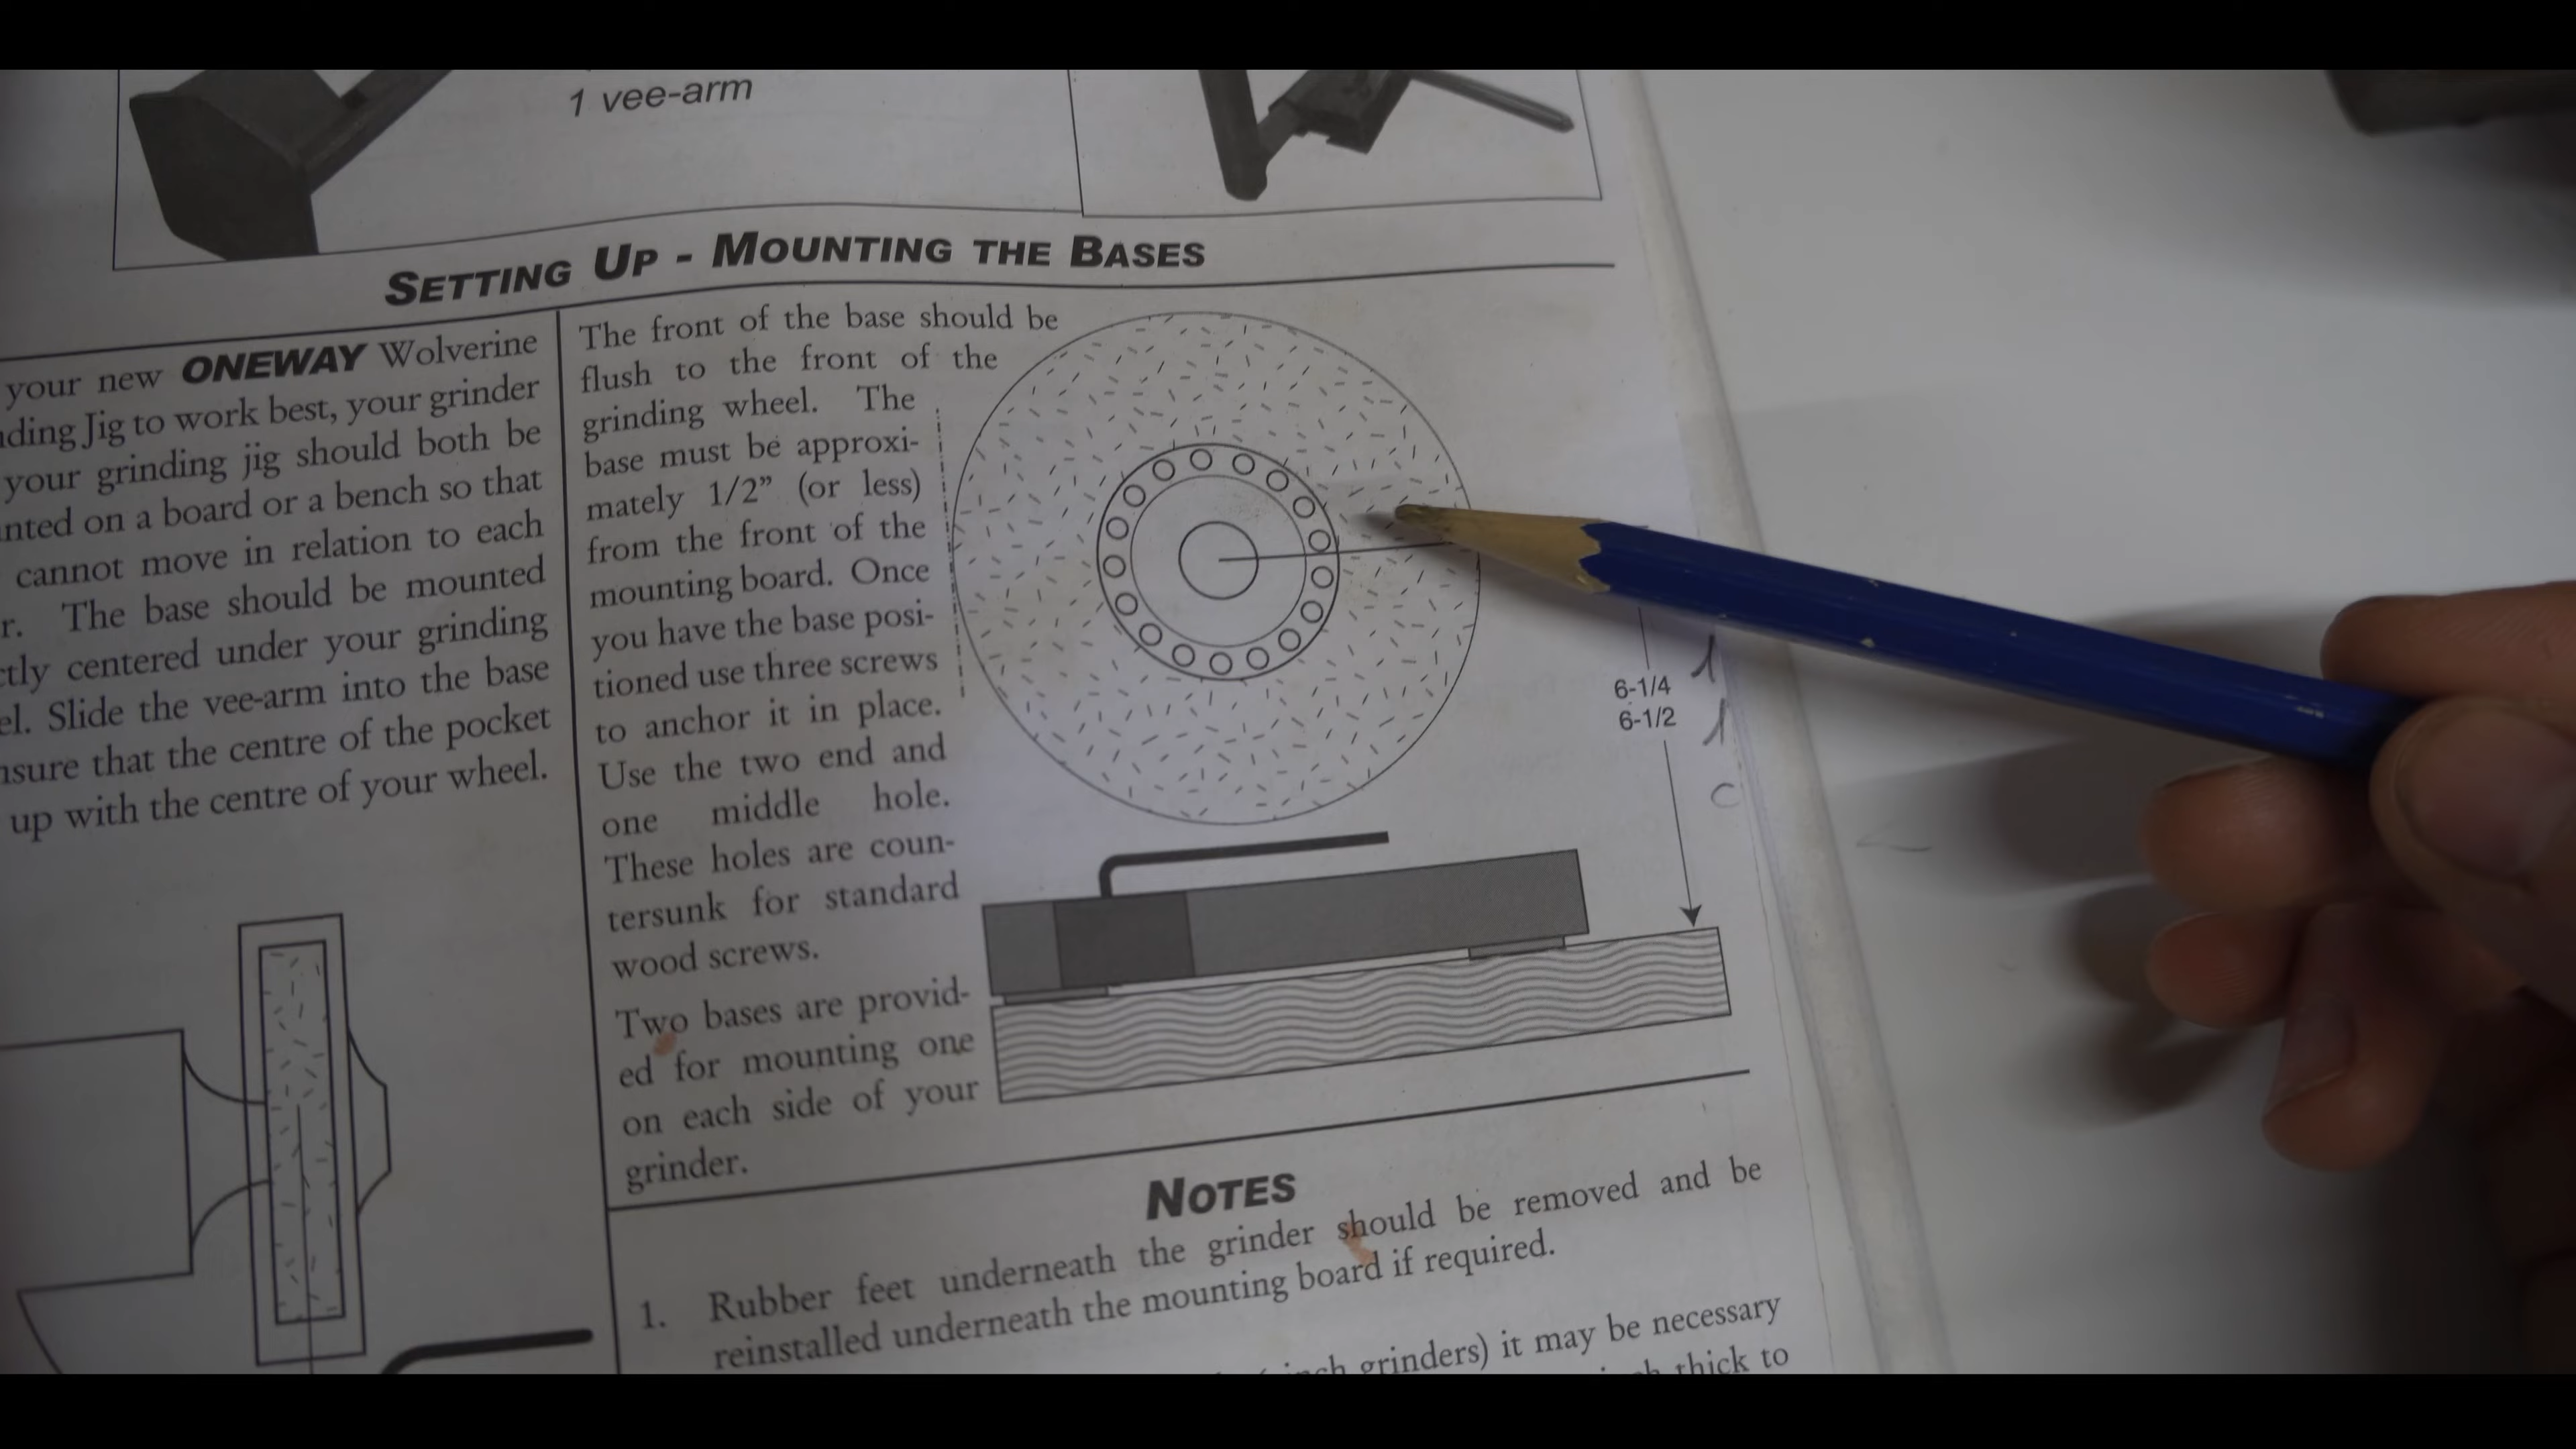 1 vee-arm
SETTING UP - MOUNTING THE BASES
your new ONEWAY Wolverine
Jig to work best, your grinder
your grinding jig should both be
on a board or a bench so that
cannot move in relation to each
The base should be mounted
centered under your grinding
Slide the vee-arm into the base
that the centre of the pocket
up with the centre of your wheel.
The front of the base should be
flush to the front of the
grinding wheel. The
base must be approxi-
mately 1/2" (or less)
from the front of the
mounting board. Once
you have the base posi-
tioned use three screws
to anchor it in place.
Use the two end and
one middle hole.
These holes are coun-
tersunk for standard
wood screws.
Two bases are provid-
ed for mounting one
on each side of your
grinder.
6-1/4
6-1/2
NOTES
1. Rubber feet underneath the grinder should be removed and be
reinstalled underneath the mounting board if required.
grinders) it may be necessary
thick to